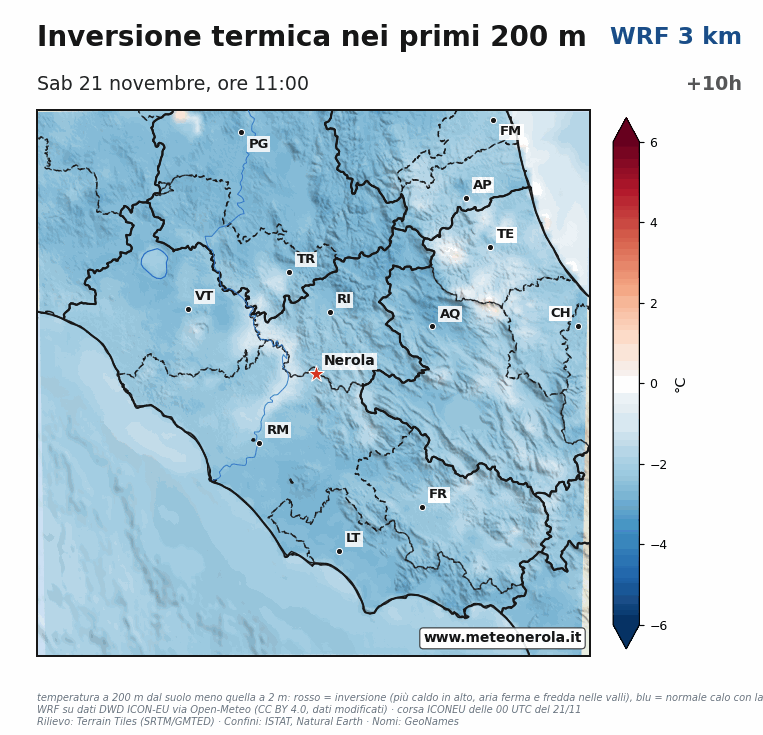 Inversione termica nei primi 200 m
WRF 3 km
Sab 21 novembre, ore 11:00
+10h
FM
PG
AP
TE
TR
VT
RI
AQ
CH
Nerola
RM
FR
LT
www.meteonerola.it
6
4
2
0
−2
−4
−6
°C
temperatura a 200 m dal suolo meno quella a 2 m: rosso = inversione (più caldo in alto, aria ferma e fredda nelle valli), blu = normale calo con la
WRF su dati DWD ICON-EU via Open-Meteo (CC BY 4.0, dati modificati) · corsa ICONEU delle 00 UTC del 21/11
Rilievo: Terrain Tiles (SRTM/GMTED) · Confini: ISTAT, Natural Earth · Nomi: GeoNames